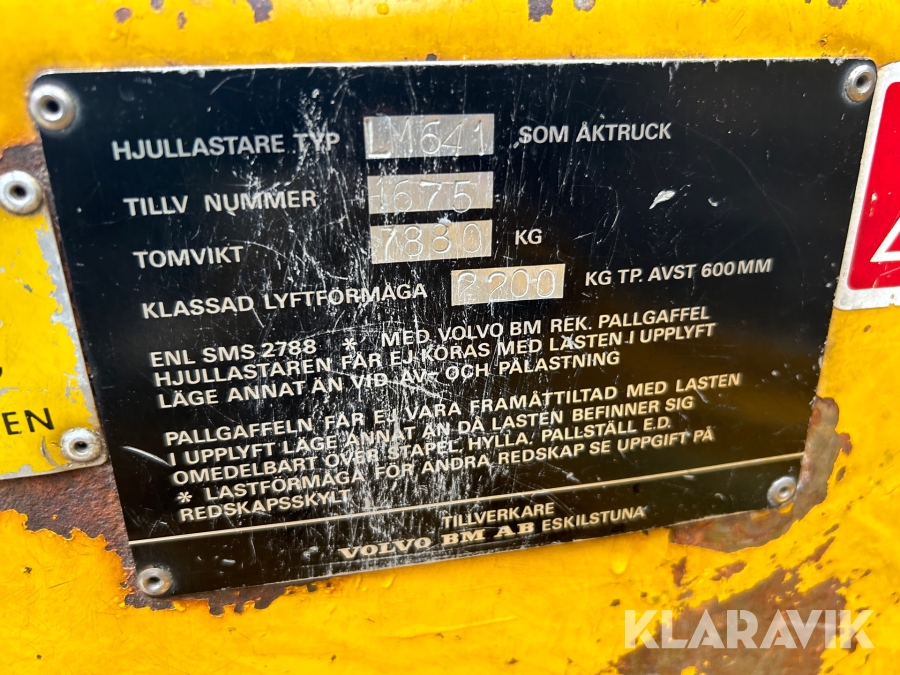 HJULLASTARE TYP LM641 SOM ÅKTRUCK
TILLV NUMMER 1675
TOMVIKT 7880 KG
KLASSAD LYFTFÖRMÅGA 2200 KG TP. AVST 600MM
ENL SMS 2788 * MED VOLVO BM REK. PALLGAFFEL
HJULLASTAREN FÅR EJ KÖRAS MED LASTEN I UPPLYFT
LÄGE ANNAT ÄN VID AV- OCH PÅLASTNING
PALLGAFFELN FÅR EJ VARA FRAMÅTTILTAD MED LASTEN
I UPPLYFT LÄGE ANNAT ÄN DÅ LASTEN BEFINNER SIG
OMEDELBART ÖVER STAPEL, HYLLA, PALLSTÄLL E.D.
* LASTFÖRMÅGA FÖR ANDRA REDSKAP SE UPPGIFT PÅ
REDSKAPSSKYLT
TILLVERKARE
VOLVO BM AB ESKILSTUNA
EN
KLARAVIK